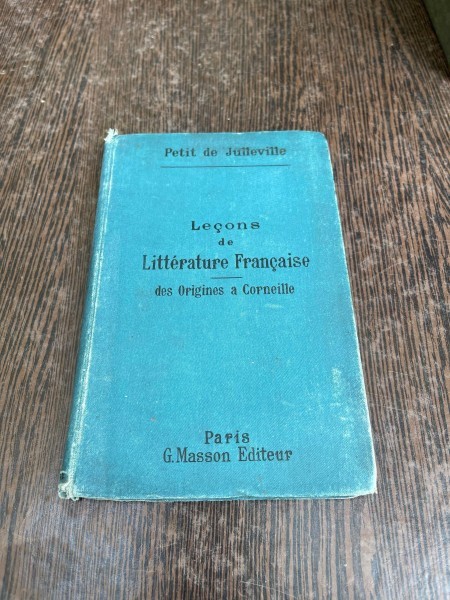 Petit de Julleville
Leçons
de
Littérature Française
des Origines a Corneille
Paris
G. Masson Editeur